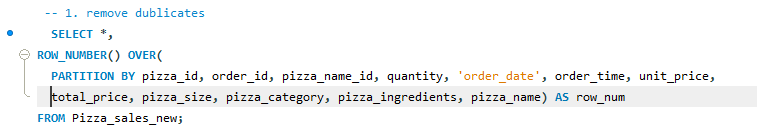 -- 1. remove dublicates
SELECT *,
ROW_NUMBER() OVER(
PARTITION BY pizza_id, order_id, pizza_name_id, quantity, 'order_date', order_time, unit_price,
total_price, pizza_size, pizza_category, pizza_ingredients, pizza_name) AS row_num
FROM Pizza_sales_new;